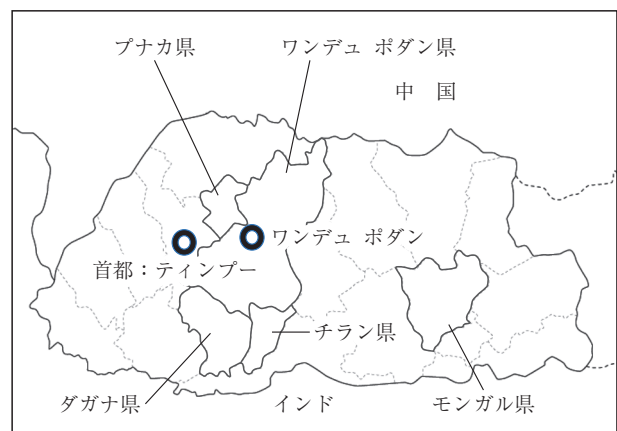 プナカ県
ワンデュ ポダン県
中 国
ワンデュ ポダン
首都：ティンプー
チラン県
ダガナ県
インド
モンガル県